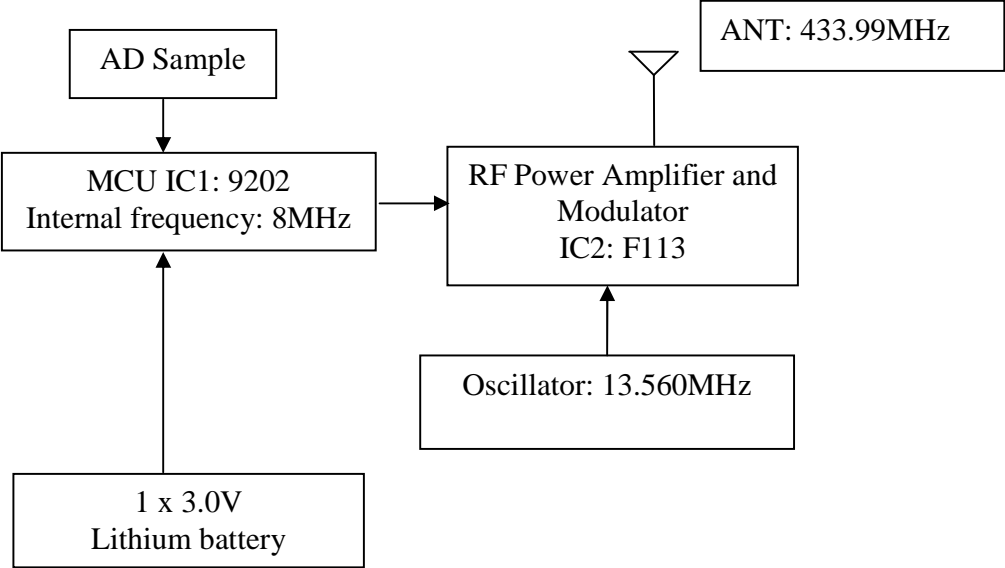 ANT: 433.99MHz
AD Sample
MCU IC1: 9202
Internal frequency: 8MHz
RF Power Amplifier and
Modulator
IC2: F113
Oscillator: 13.560MHz
1 x 3.0V
Lithium battery